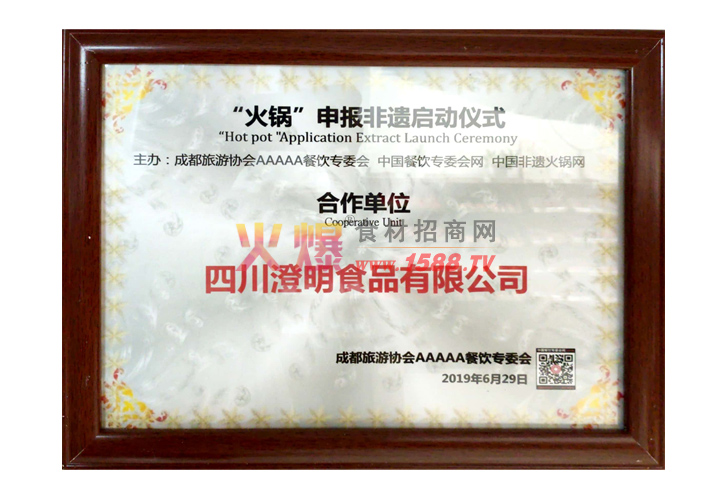 “火锅”申报非遗启动仪式
“Hot pot "Application Extract Launch Ceremony
主办：成都旅游协会AAAAA餐饮专委会 中国餐饮专委会网 中国非遗火锅网
合作单位
Cooperative Unit
火爆®食材招商网
www.1588.TV
四川澄明食品有限公司
成都旅游协会AAAAA餐饮专委会
2019年6月29日